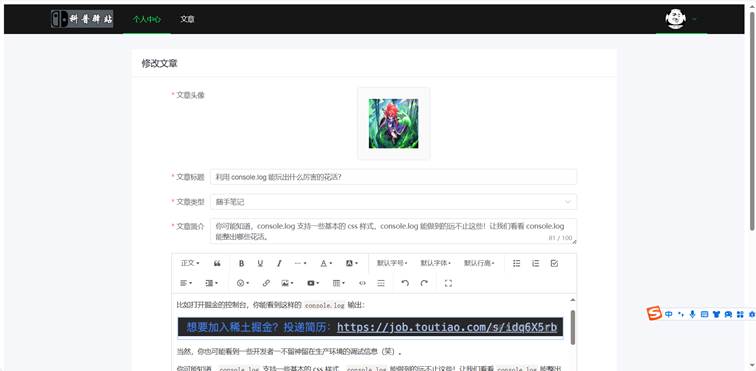 科普驿站 个人中心 文章
修改文章
* 文章头像
* 文章标题 利用 console.log 能玩出什么厉害的花活?
* 文章类型 随手笔记
* 文章简介 你可能知道，console.log 支持一些基本的 css 样式，console.log 能做到的远不止这些！让我们看看 console.log
能整出哪些花活。
81 / 100
正文 B U I A A 默认字号 默认字体 默认行高
比如打开掘金的控制台，你能看到这样的 console.log 输出：
想要加入稀土掘金？投递简历：https://job.toutiao.com/s/idq6X5rb
当然，你也可能看到一些开发者一不留神留在生产环境的调试信息（笑）。
你可能知道，console.log 支持一些基本的 css 样式，console.log 能做到的远不止这些！让我们看看 console.log 能整出
S 中